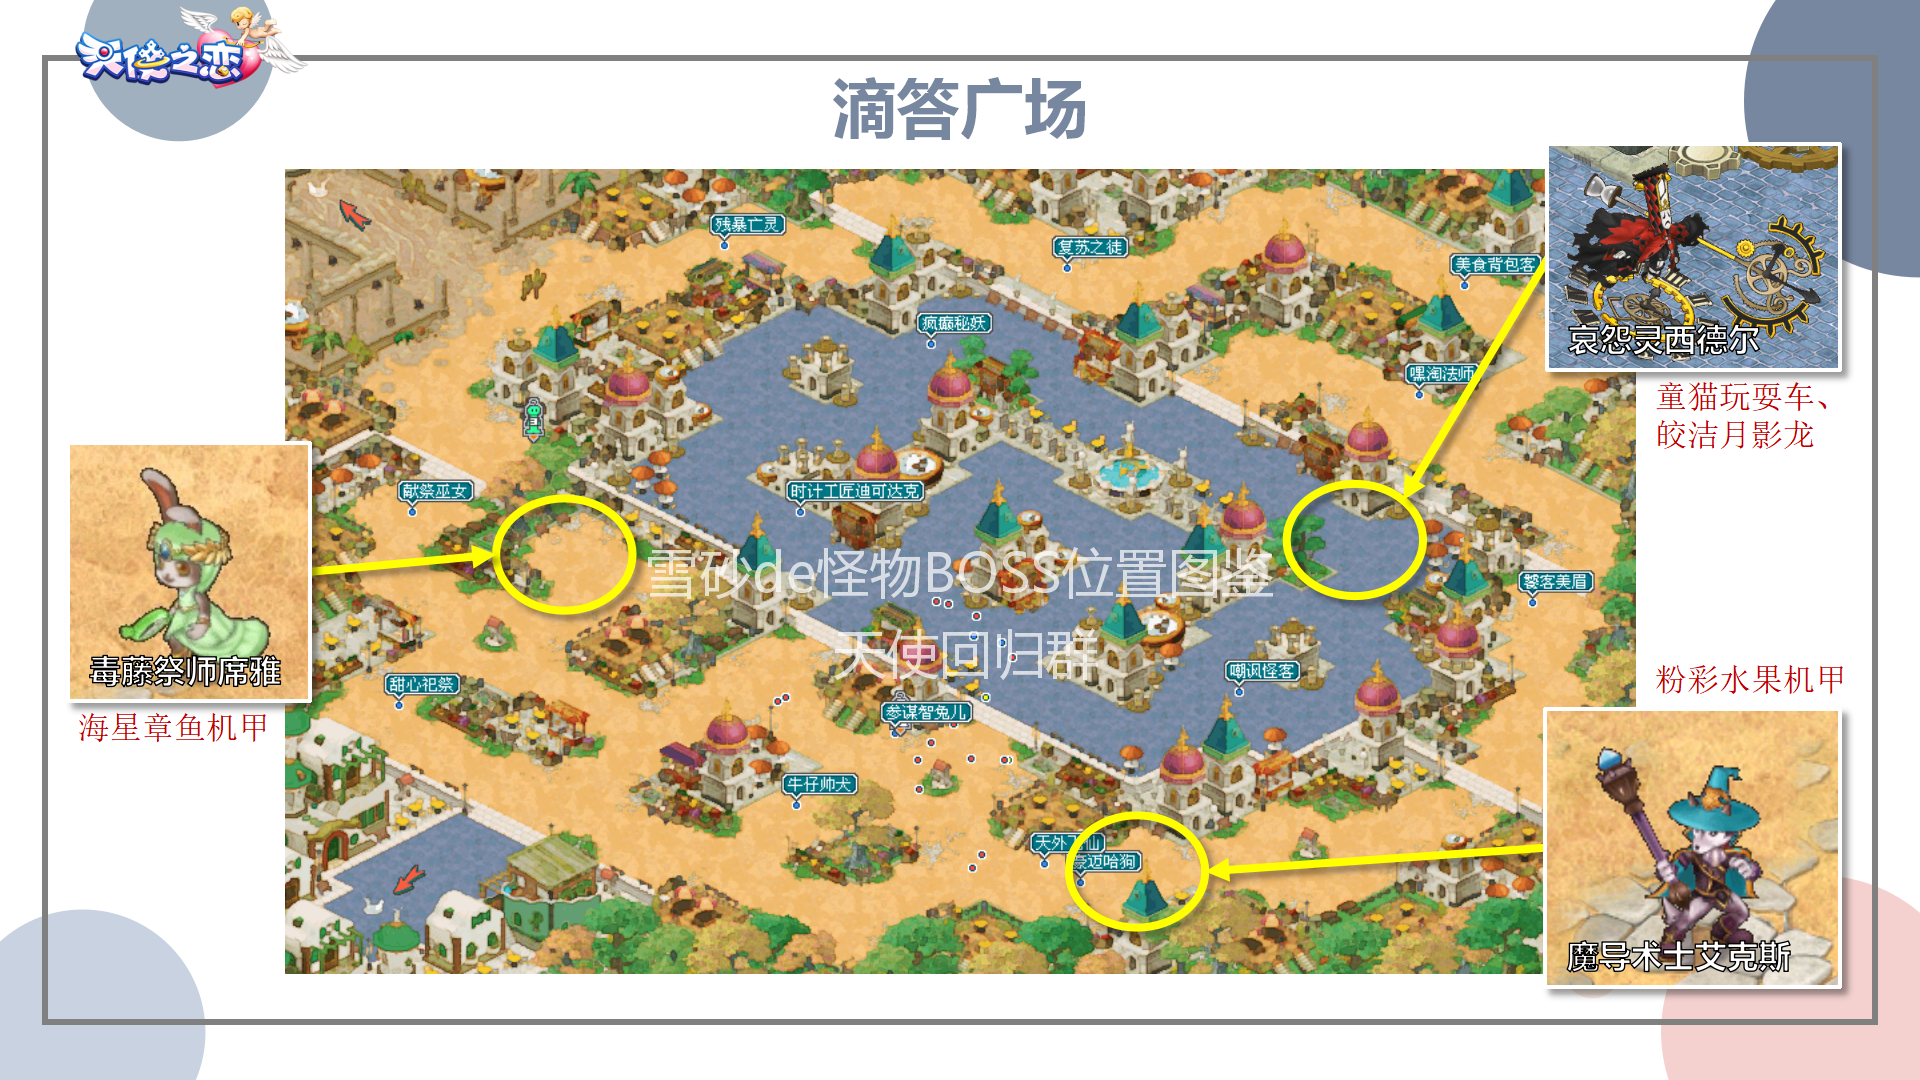 天使之恋
滴答广场
残暴亡灵
复苏之徒
美食背包客
疯癫秘妖
嘿淘法师
哀怨灵西德尔
童猫玩耍车、
皎洁月影龙
献祭巫女
时计工匠迪可达克
雪砂de怪物BOSS位置图鉴
天使回归群
饕客美眉
毒藤祭师席雅
海星章鱼机甲
甜心祀祭
嘲讽怪客
粉彩水果机甲
参谋智兔儿
牛仔帅犬
天外飞仙
豪迈哈狗
魔导术士艾克斯